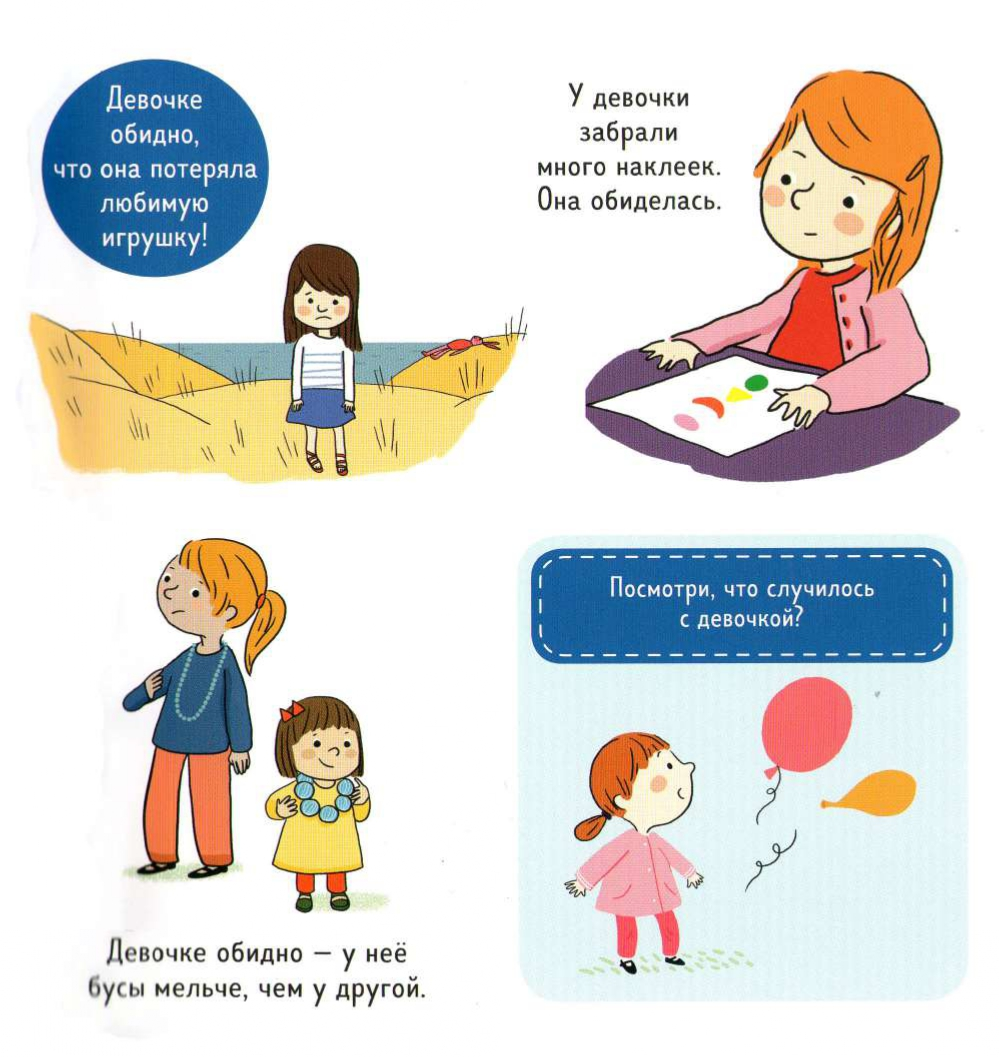 Девочке
обидно,
что она потеряла
любимую
игрушку!
У девочки
забрали
много наклеек.
Она обиделась.
Девочке обидно – у неё
бусы мельче, чем у другой.
Посмотри, что случилось
с девочкой?